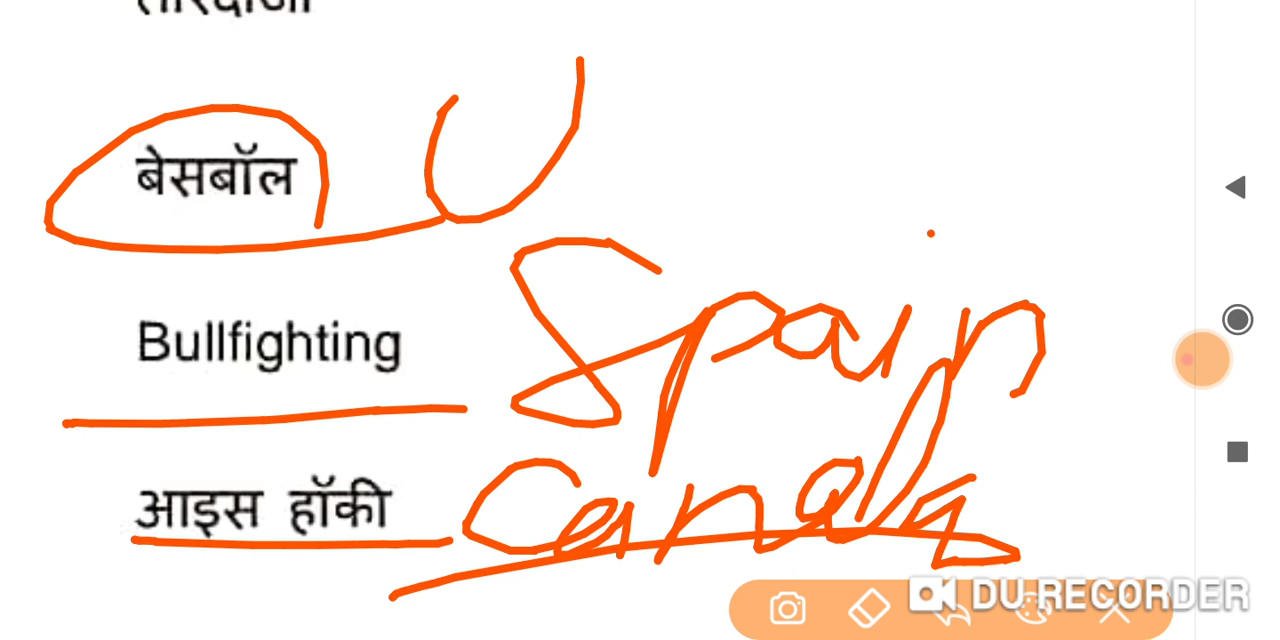 तीरंदाजी
बेसबॉल U
Bullfighting Spain
आइस हॉकी Canada
DU RECORDER